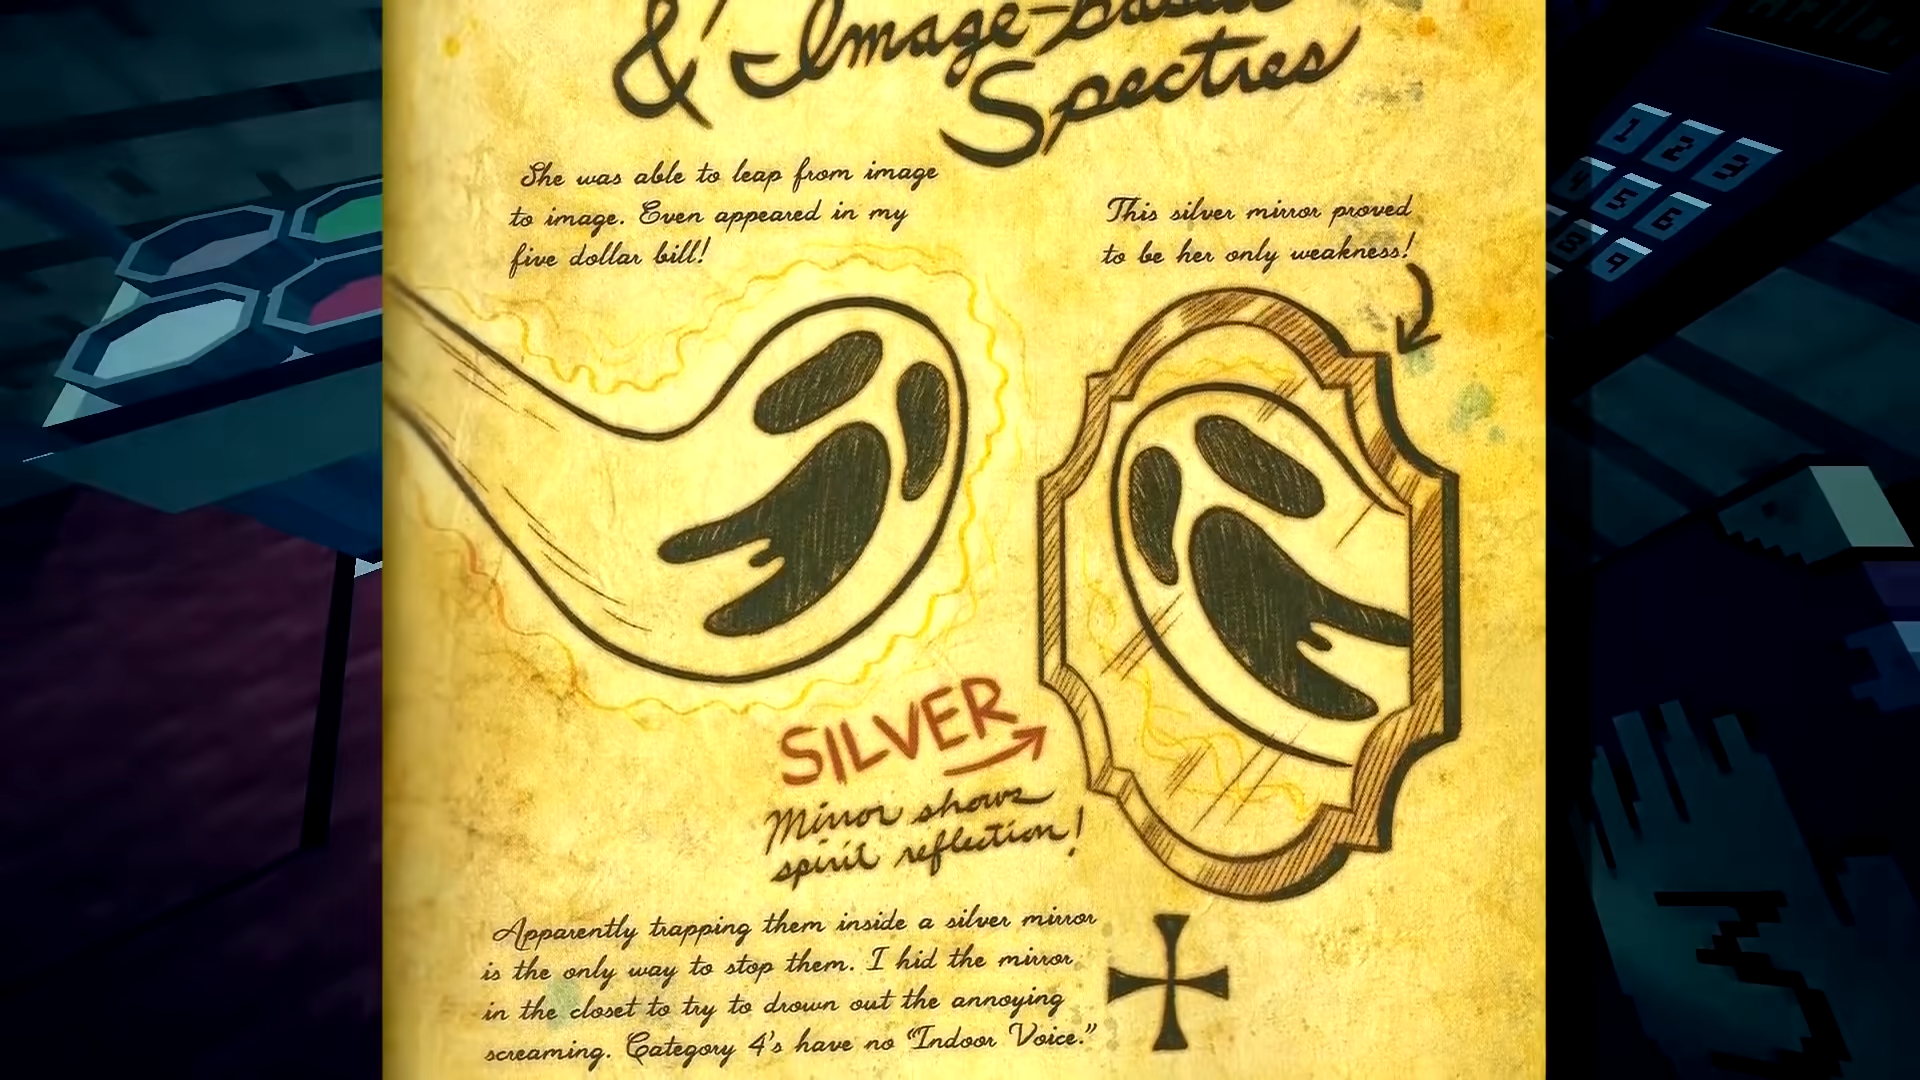 & Image-based
Spectres
She was able to leap from image
to image. Even appeared in my
five dollar bill!
This silver mirror proved
to be her only weakness!
SILVER
Mirror shows
spirit reflection!
Apparently trapping them inside a silver mirror
is the only way to stop them. I hid the mirror
in the closet to try to drown out the annoying
screaming. Category 4's have no "Indoor Voice."
1 2 3
4 5 6
8 9